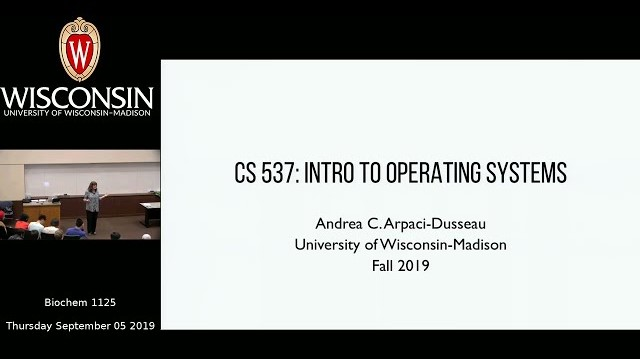 W
WISCONSIN
UNIVERSITY OF WISCONSIN–MADISON
CS 537: INTRO TO OPERATING SYSTEMS
Andrea C. Arpaci-Dusseau
University of Wisconsin-Madison
Fall 2019
Biochem 1125
Thursday September 05 2019